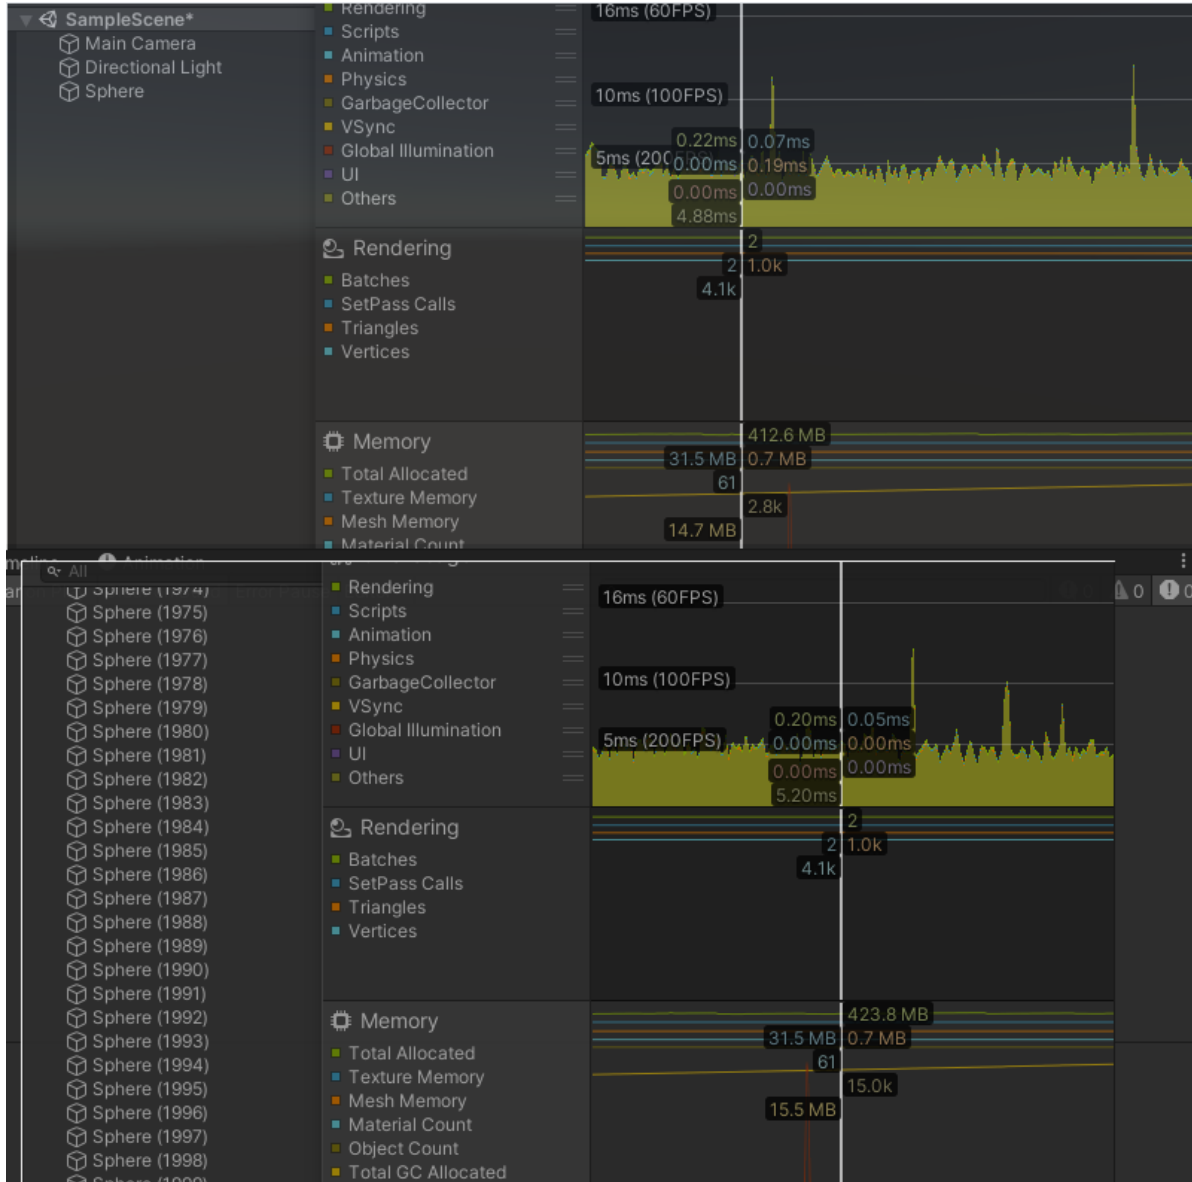 SampleScene*
Main Camera
Directional Light
Sphere
Rendering
Scripts
Animation
Physics
GarbageCollector
VSync
Global Illumination
UI
Others
16ms (60FPS)
10ms (100FPS)
5ms (200FPS)
0.22ms 0.07ms
0.00ms 0.19ms
0.00ms 0.00ms
4.88ms
Rendering
Batches
SetPass Calls
Triangles
Vertices
2
2 1.0k
4.1k
Memory
Total Allocated
Texture Memory
Mesh Memory
Material Count
412.6 MB
31.5 MB 0.7 MB
61
2.8k
14.7 MB
Animation
All
0
0
Sphere (1974)
Sphere (1975)
Sphere (1976)
Sphere (1977)
Sphere (1978)
Sphere (1979)
Sphere (1980)
Sphere (1981)
Sphere (1982)
Sphere (1983)
Sphere (1984)
Sphere (1985)
Sphere (1986)
Sphere (1987)
Sphere (1988)
Sphere (1989)
Sphere (1990)
Sphere (1991)
Sphere (1992)
Sphere (1993)
Sphere (1994)
Sphere (1995)
Sphere (1996)
Sphere (1997)
Sphere (1998)
Rendering
Scripts
Animation
Physics
GarbageCollector
VSync
Global Illumination
UI
Others
16ms (60FPS)
10ms (100FPS)
5ms (200FPS)
0.20ms 0.05ms
0.00ms 0.00ms
0.00ms 0.00ms
5.20ms
Rendering
Batches
SetPass Calls
Triangles
Vertices
2
2 1.0k
4.1k
Memory
Total Allocated
Texture Memory
Mesh Memory
Material Count
Object Count
Total GC Allocated
423.8 MB
31.5 MB 0.7 MB
61
15.0k
15.5 MB